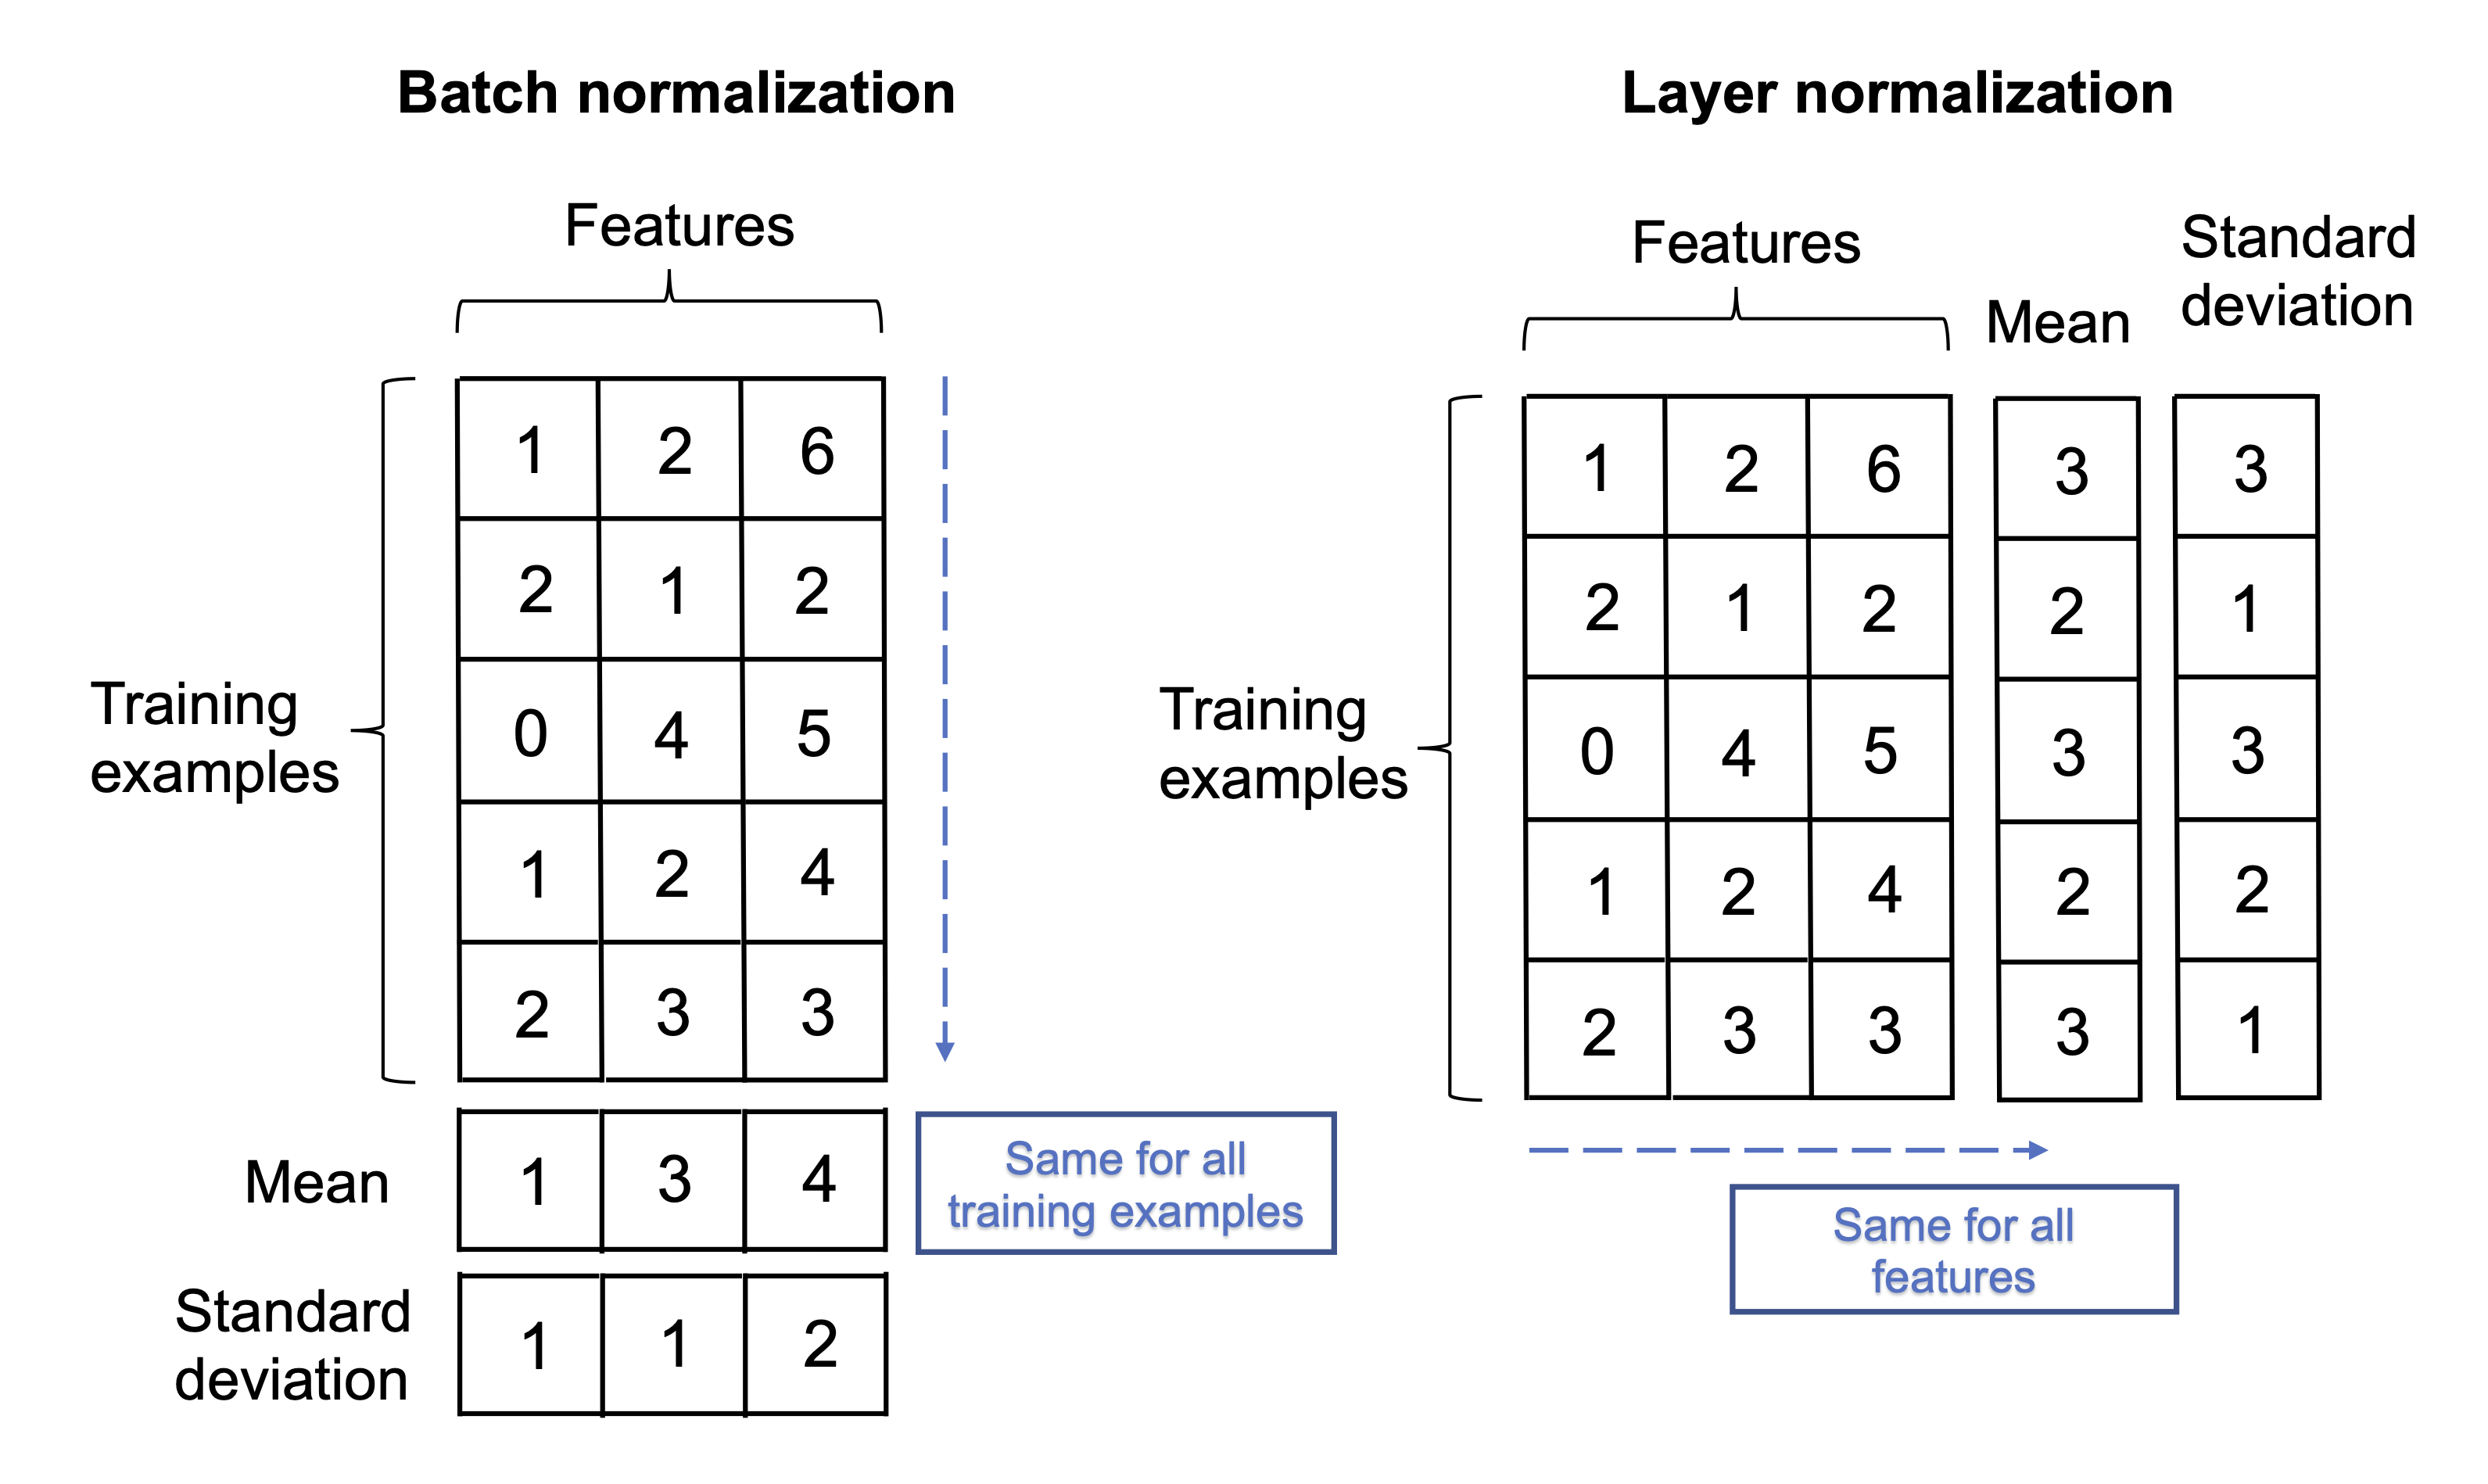 Batch normalization
Features
Training
examples
1 2 6
2 1 2
0 4 5
1 2 4
2 3 3
Mean
1 3 4
Standard
deviation
1 1 2
Same for all
training examples
Layer normalization
Features
Mean
Standard
deviation
Training
examples
1 2 6 3 3
2 1 2 2 1
0 4 5 3 3
1 2 4 2 2
2 3 3 3 1
Same for all
features